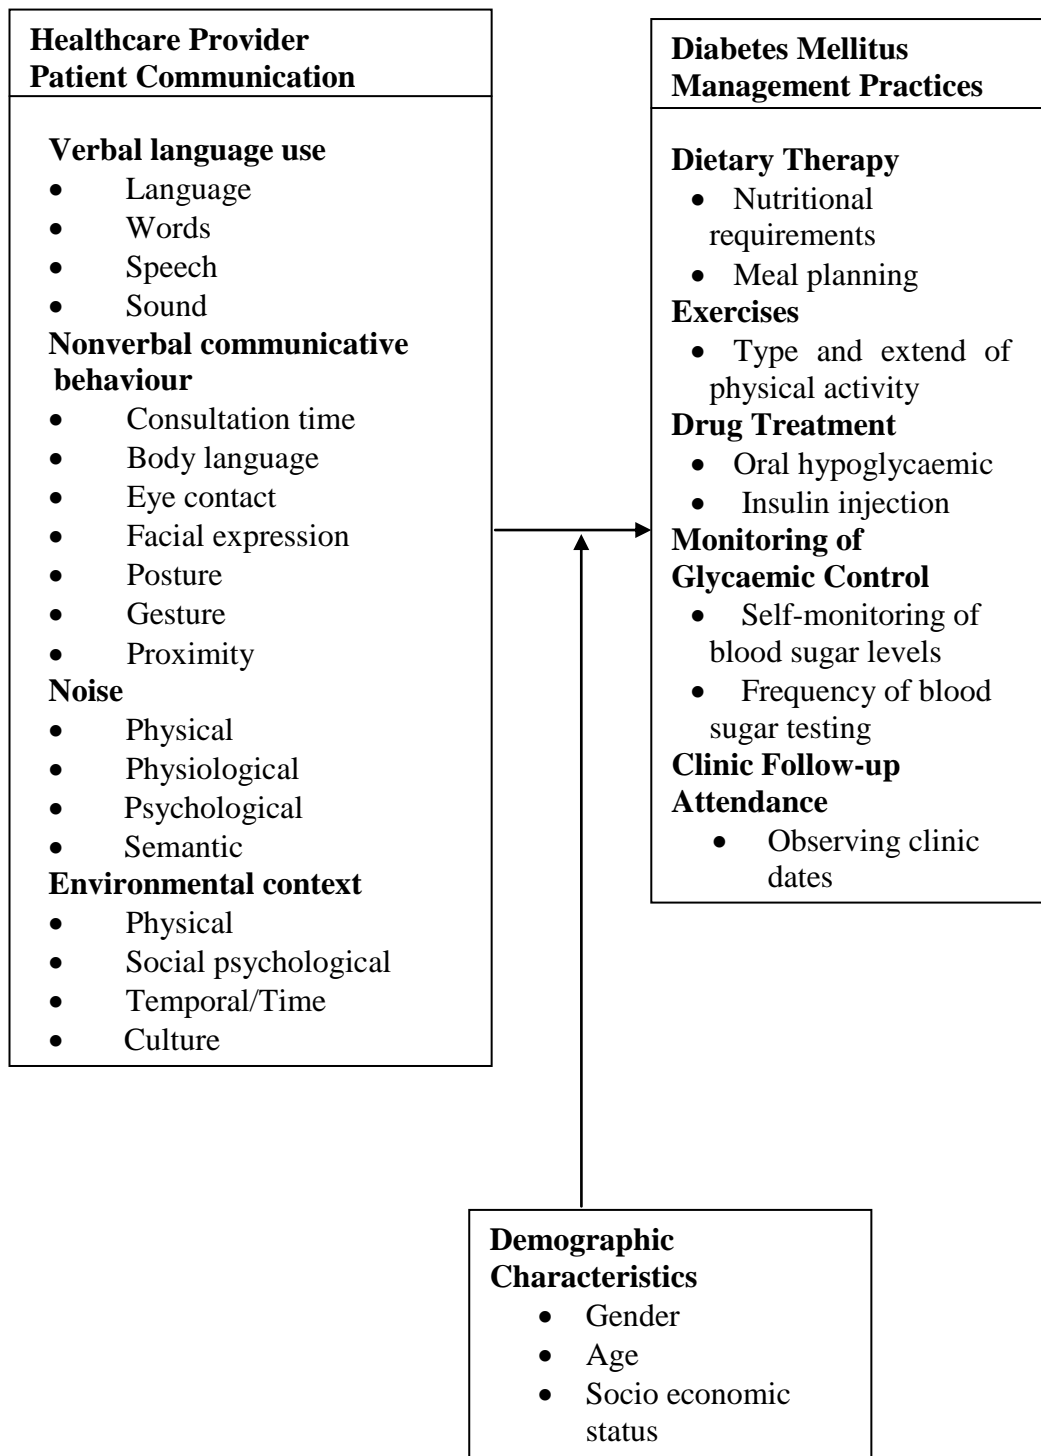 Healthcare Provider
Patient Communication
Verbal language use
• Language
• Words
• Speech
• Sound
Nonverbal communicative
behaviour
• Consultation time
• Body language
• Eye contact
• Facial expression
• Posture
• Gesture
• Proximity
Noise
• Physical
• Physiological
• Psychological
• Semantic
Environmental context
• Physical
• Social psychological
• Temporal/Time
• Culture
Diabetes Mellitus
Management Practices
Dietary Therapy
• Nutritional
requirements
• Meal planning
Exercises
• Type and extend of
physical activity
Drug Treatment
• Oral hypoglycaemic
• Insulin injection
Monitoring of
Glycaemic Control
• Self-monitoring of
blood sugar levels
• Frequency of blood
sugar testing
Clinic Follow-up
Attendance
• Observing clinic
dates
Demographic
Characteristics
• Gender
• Age
• Socio economic
status